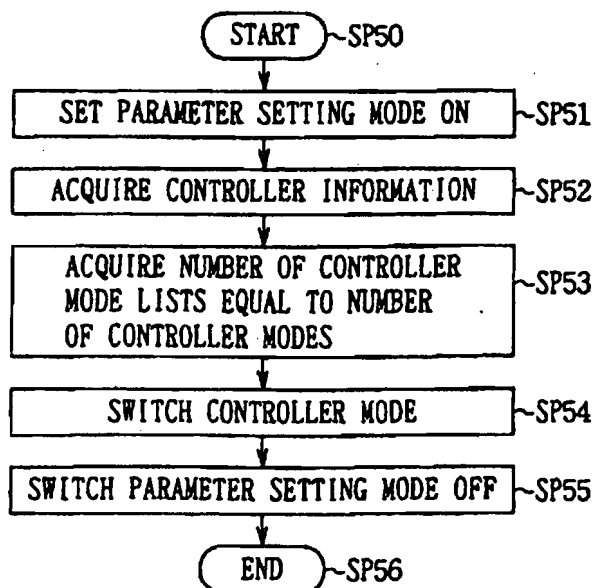 START ~SP50
SET PARAMETER SETTING MODE ON ~SP51
ACQUIRE CONTROLLER INFORMATION ~SP52
ACQUIRE NUMBER OF CONTROLLER ~SP53
MODE LISTS EQUAL TO NUMBER
OF CONTROLLER MODES
SWITCH CONTROLLER MODE ~SP54
SWITCH PARAMETER SETTING MODE OFF ~SP55
END ~SP56